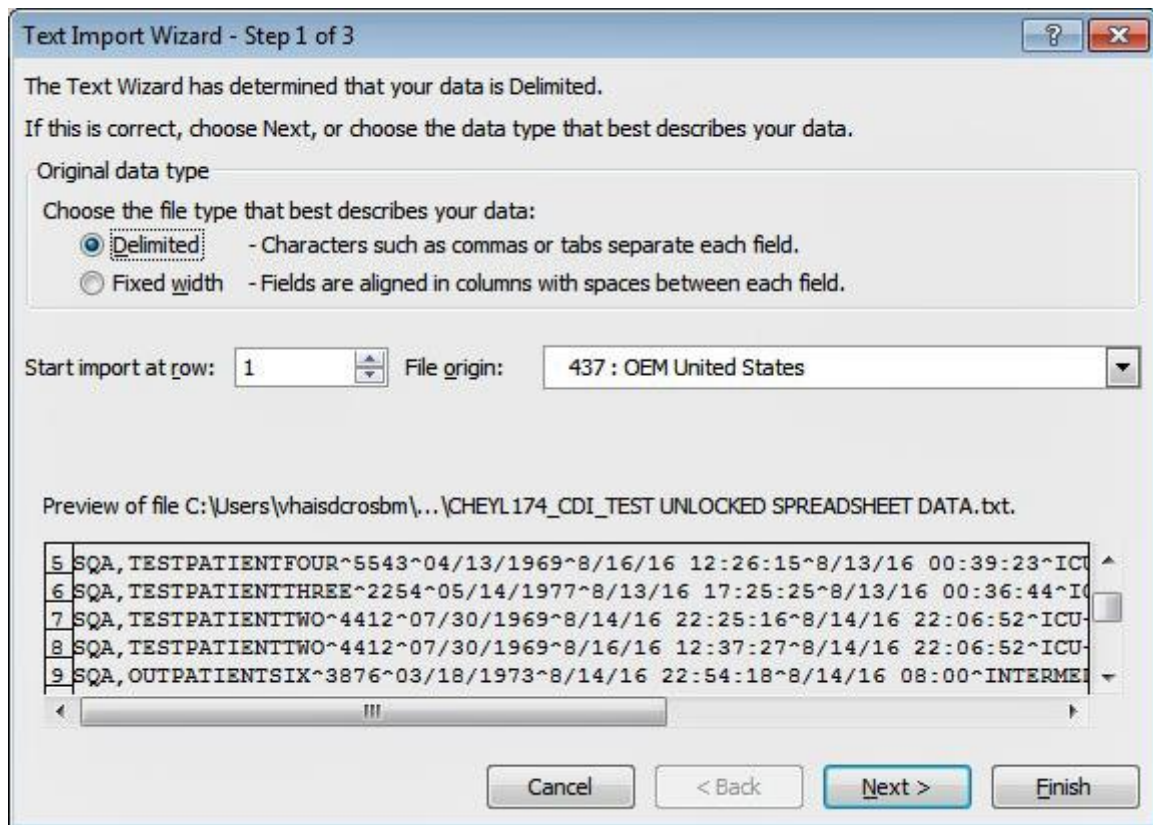 Text Import Wizard - Step 1 of 3
The Text Wizard has determined that your data is Delimited.
If this is correct, choose Next, or choose the data type that best describes your data.
Original data type
Choose the file type that best describes your data:
Delimited - Characters such as commas or tabs separate each field.
Fixed width - Fields are aligned in columns with spaces between each field.
Start import at row: 1 File origin: 437 : OEM United States
Preview of file C:\Users\vhaisdcrosbm\...\CHEYL174_CDI_TEST UNLOCKED SPREADSHEET DATA.txt.
5 SQA,TESTPATIENTFOUR^5543^04/13/1969^8/16/16 12:26:15^8/13/16 00:39:23^ICU
6 SQA,TESTPATIENTTHREE^2254^05/14/1977^8/13/16 17:25:25^8/13/16 00:36:44^IC
7 SQA,TESTPATIENTTWO^4412^07/30/1969^8/14/16 22:25:16^8/14/16 22:06:52^ICU-
8 SQA,TESTPATIENTTWO^4412^07/30/1969^8/16/16 12:37:27^8/14/16 22:06:52^ICU-
9 SQA,OUTPATIENTSIX^3876^03/18/1973^8/14/16 22:54:18^8/14/16 08:00^INTERMED
Cancel < Back Next > Finish